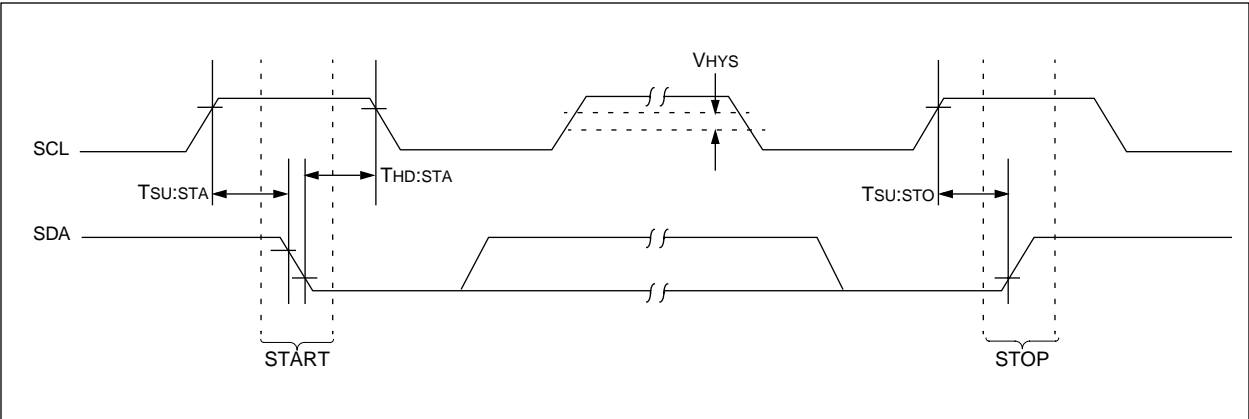 VHYS
SCL
THD:STA
TSU:STA
TSU:STO
SDA
START
STOP